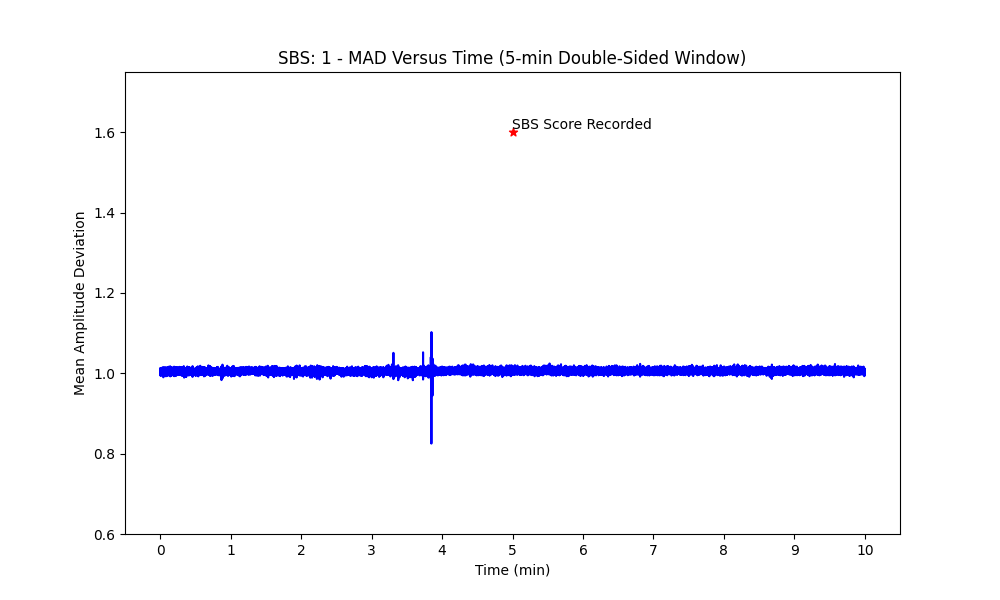 SBS: 1 - MAD Versus Time (5-min Double-Sided Window)
SBS Score Recorded
Mean Amplitude Deviation
1.6
1.4
1.2
1.0
0.8
0.6
0 1 2 3 4 5 6 7 8 9 10
Time (min)